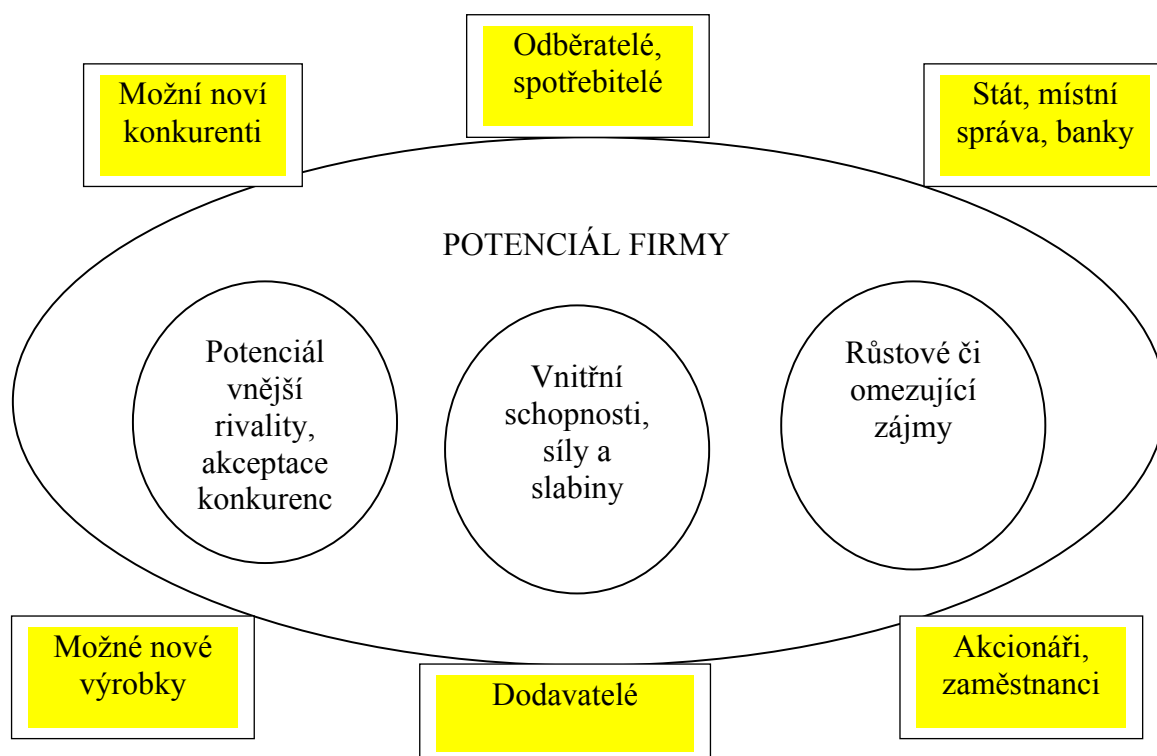 Odběratelé,
spotřebitelé
Možní noví
konkurenti
Stát, místní
správa, banky
POTENCIÁL FIRMY
Potenciál
vnější
rivality,
akceptace
konkurenc
Vnitřní
schopnosti,
síly a
slabiny
Růstové či
omezující
zájmy
Možné nové
výrobky
Dodavatelé
Akcionáři,
zaměstnanci